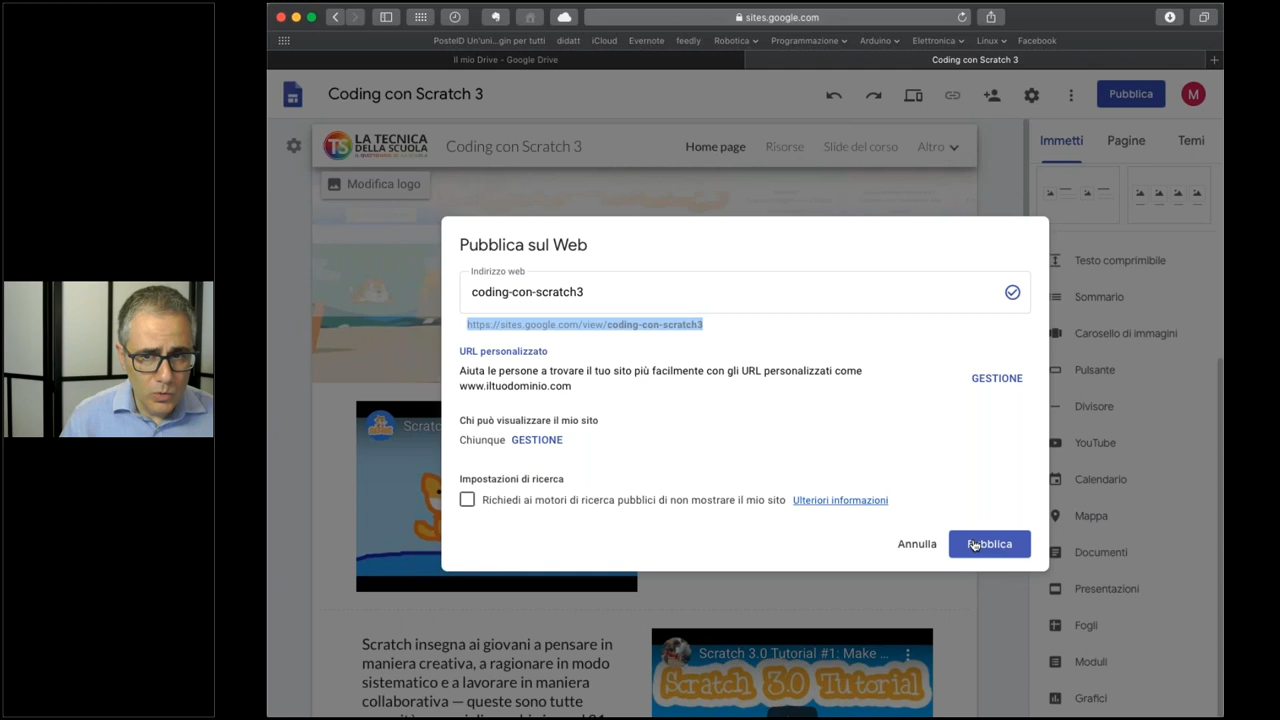 sites.google.com
PosteID Un'uni...gin per tutti didatt iCloud Evernote feedly Robotica Programmazione Arduino Elettronica Linux Facebook
Il mio Drive - Google Drive
Coding con Scratch 3
Coding con Scratch 3
Pubblica
M
Immetti Pagine Temi
TS
LA TECNICA
DELLA SCUOLA
Coding con Scratch 3
Home page Risorse Slide del corso Altro
Modifica logo
Pubblica sul Web
Indirizzo web
coding-con-scratch3
https://sites.google.com/view/coding-con-scratch3
URL personalizzato
Aiuta le persone a trovare il tuo sito più facilmente con gli URL personalizzati come
www.iltuodominio.com
GESTIONE
Chi può visualizzare il mio sito
Chiunque GESTIONE
Impostazioni di ricerca
Richiedi ai motori di ricerca pubblici di non mostrare il mio sito Ulteriori informazioni
Annulla
Pubblica
Testo comprimibile
Sommario
Carosello di immagini
Pulsante
Divisore
YouTube
Calendario
Mappa
Documenti
Presentazioni
Fogli
Moduli
Grafici
Scratch insegna ai giovani a pensare in
maniera creativa, a ragionare in modo
sistematico e a lavorare in maniera
collaborativa — queste sono tutte
Scratch 3.0 Tutorial #1: Make ...
Scratch 3.0 Tutorial